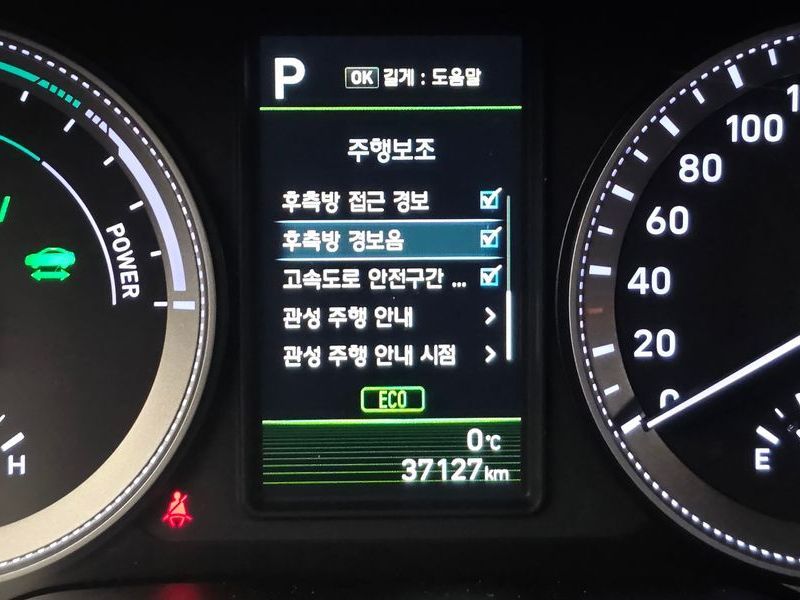 P
OK 길게 : 도움말
주행보조
후측방 접근 경보
후측방 경보음
고속도로 안전구간 ...
관성 주행 안내
관성 주행 안내 시점
ECO
0℃
37127km
POWER
H
100
80
60
40
20
0
E